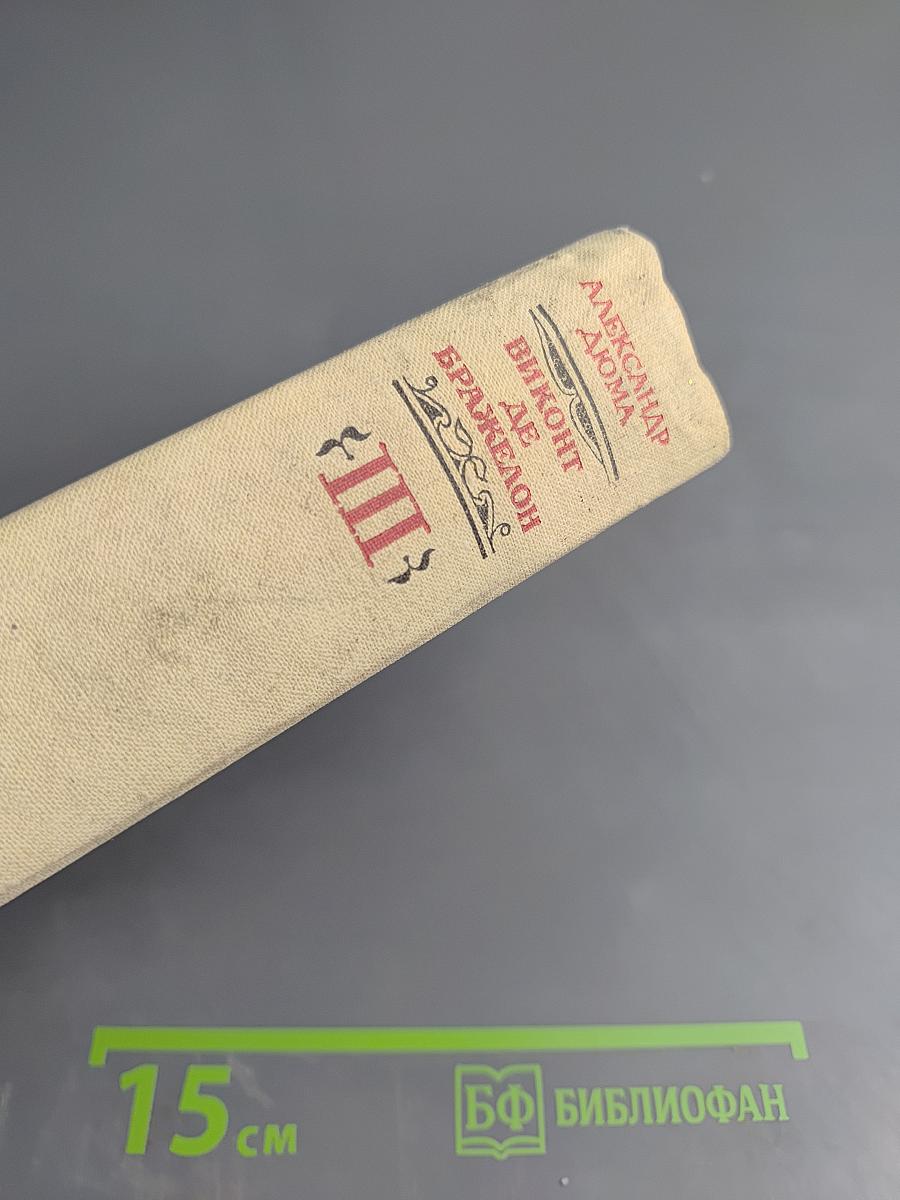 АЛЕКСАНДР
ДЮМА
ВИКОНТ
ДЕ
БРАЖЕЛОН
III
15 см
БФ БИБЛИОФАН